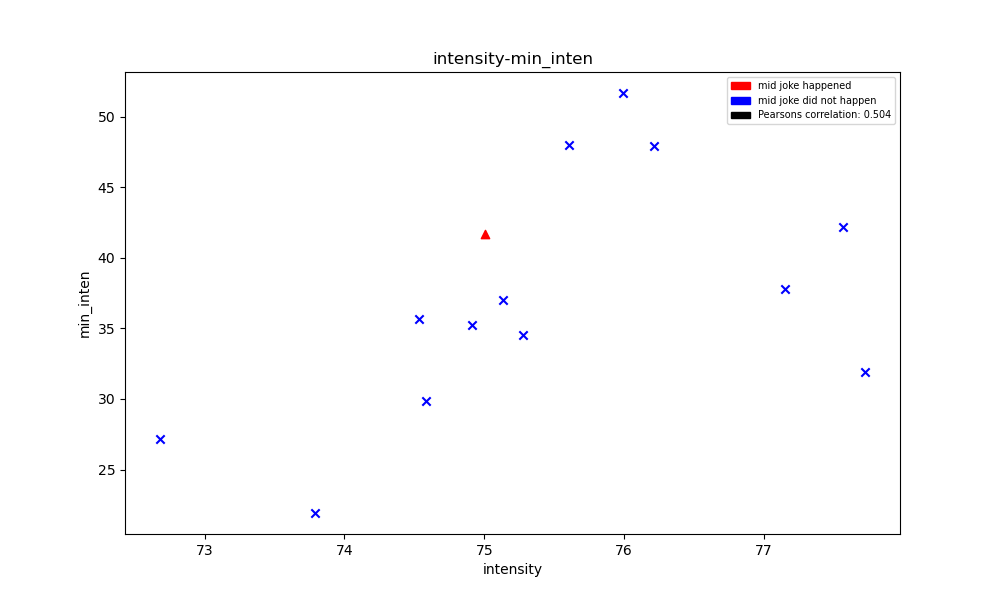 intensity-min_inten
mid joke happened
mid joke did not happen
Pearsons correlation: 0.504
50
45
40
35
30
25
min_inten
73
74
75
76
77
intensity